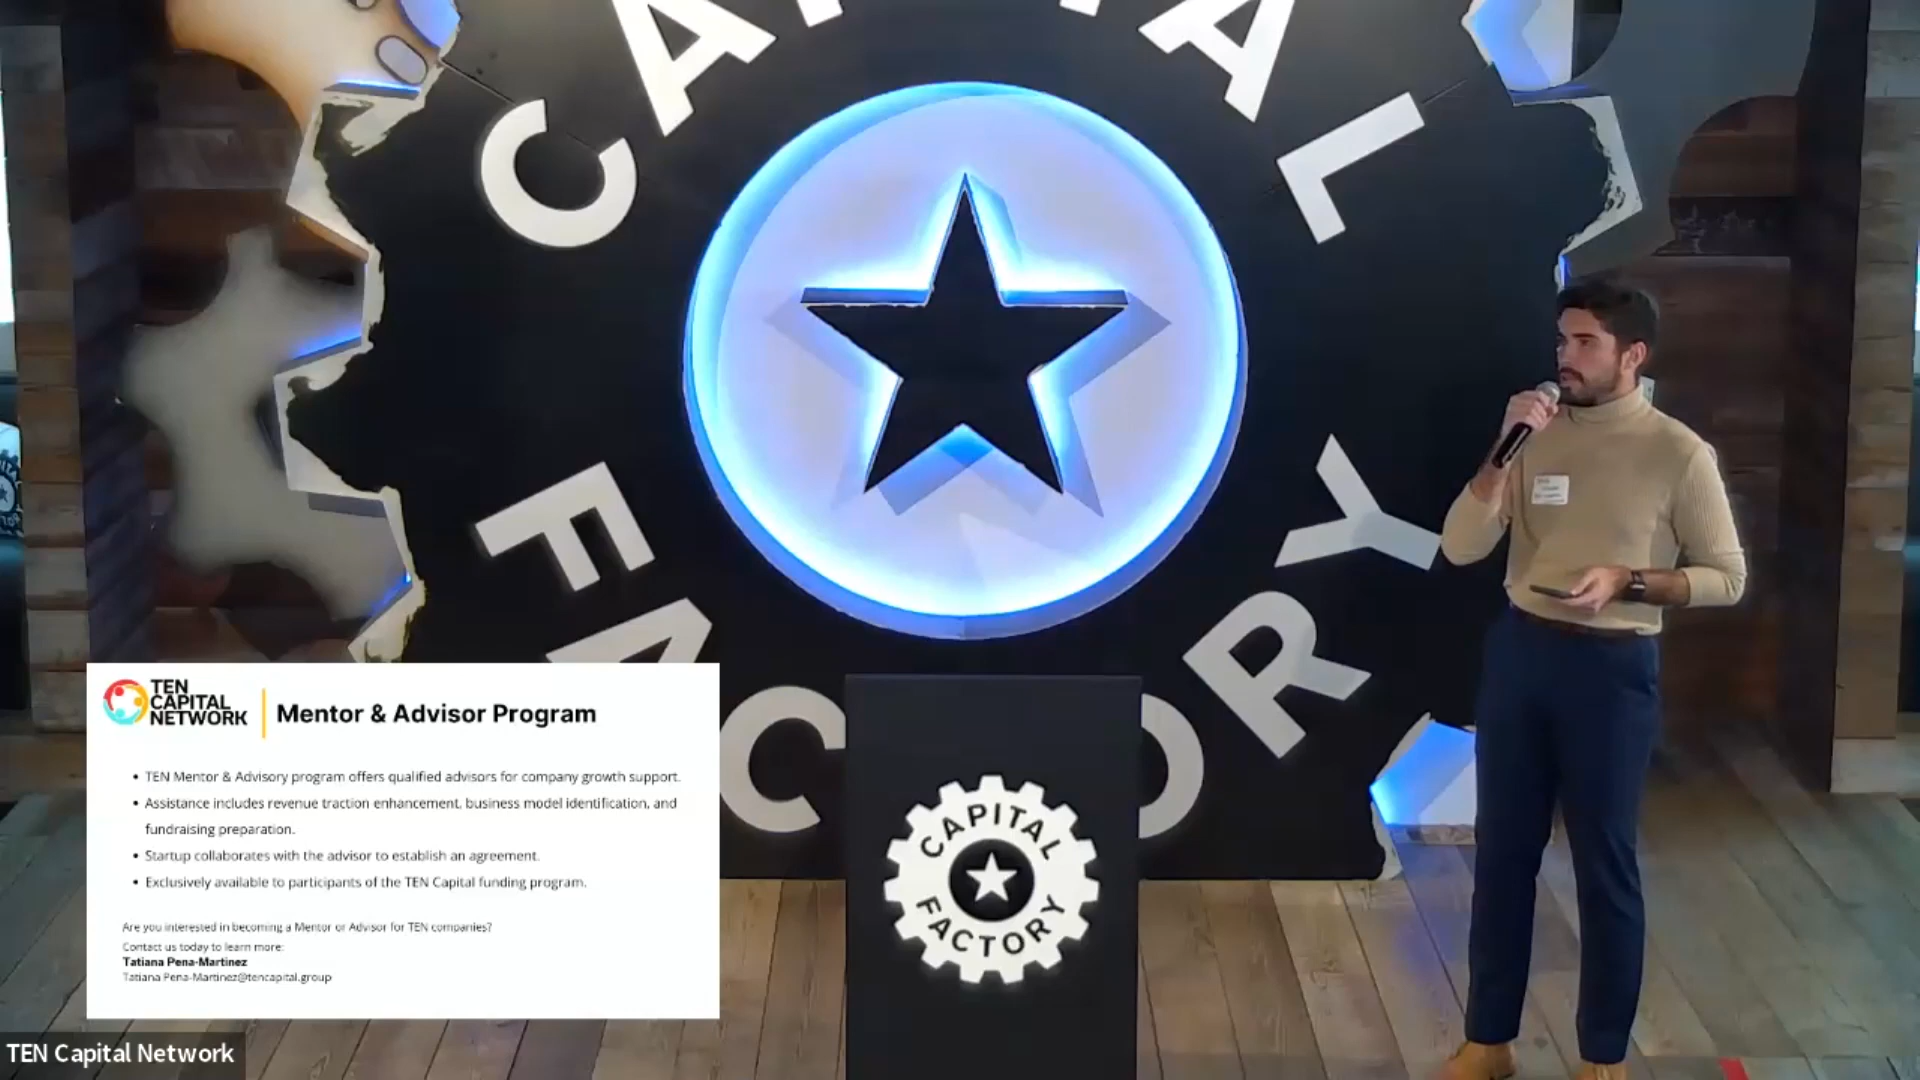 CAPITAL
FACTORY
TEN
CAPITAL
NETWORK
Mentor & Advisor Program
• TEN Mentor & Advisory program offers qualified advisors for company growth support.
• Assistance includes revenue traction enhancement, business model identification, and
fundraising preparation.
• Startup collaborates with the advisor to establish an agreement.
• Exclusively available to participants of the TEN Capital funding program.
Are you interested in becoming a Mentor or Advisor for TEN companies?
Contact us today to learn more:
Tatiana Pena-Martinez
Tatiana Pena-Martinez@tencapital.group
CAPITAL
FACTORY
TEN Capital Network